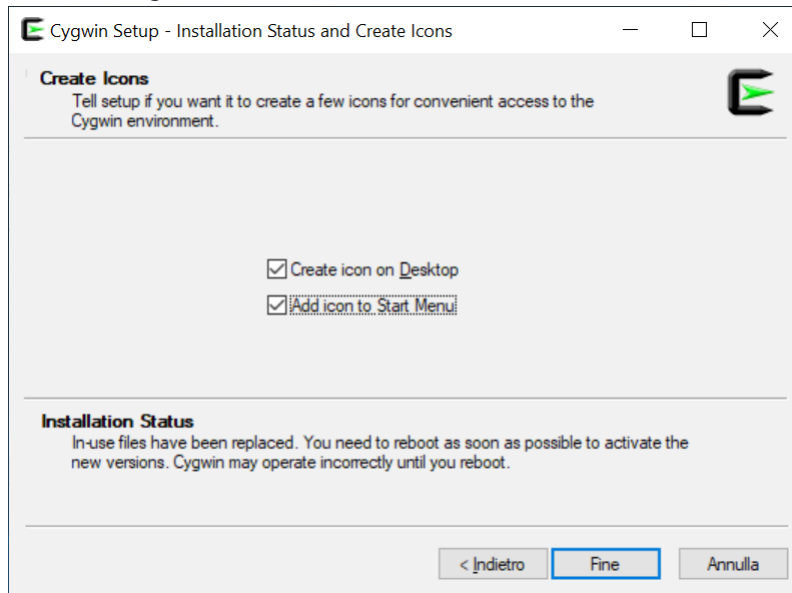 Cygwin Setup - Installation Status and Create Icons
Create Icons
Tell setup if you want it to create a few icons for convenient access to the
Cygwin environment.
Create icon on Desktop
Add icon to Start Menu
Installation Status
In-use files have been replaced. You need to reboot as soon as possible to activate the
new versions. Cygwin may operate incorrectly until you reboot.
< Indietro
Fine
Annulla